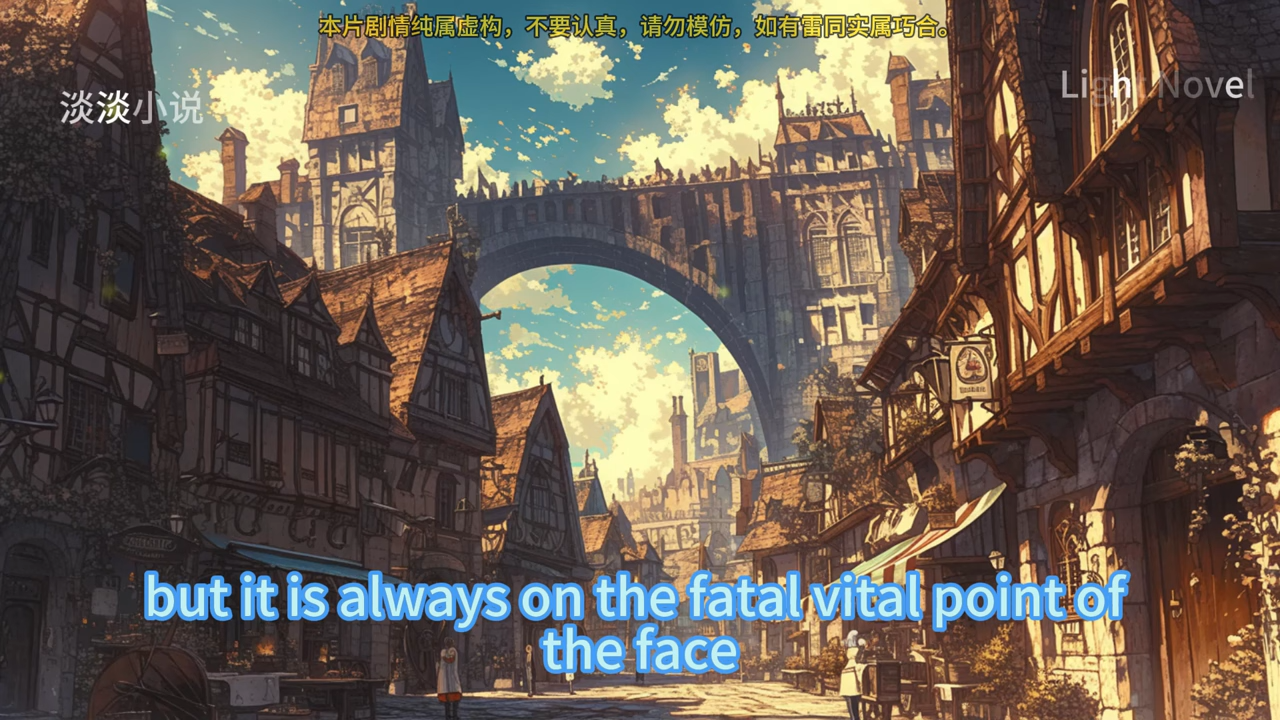 本片剧情纯属虚构，不要认真，请勿模仿，如有雷同实属巧合。
淡淡小说
Light Novel
but it is always on the fatal vital point of
the face